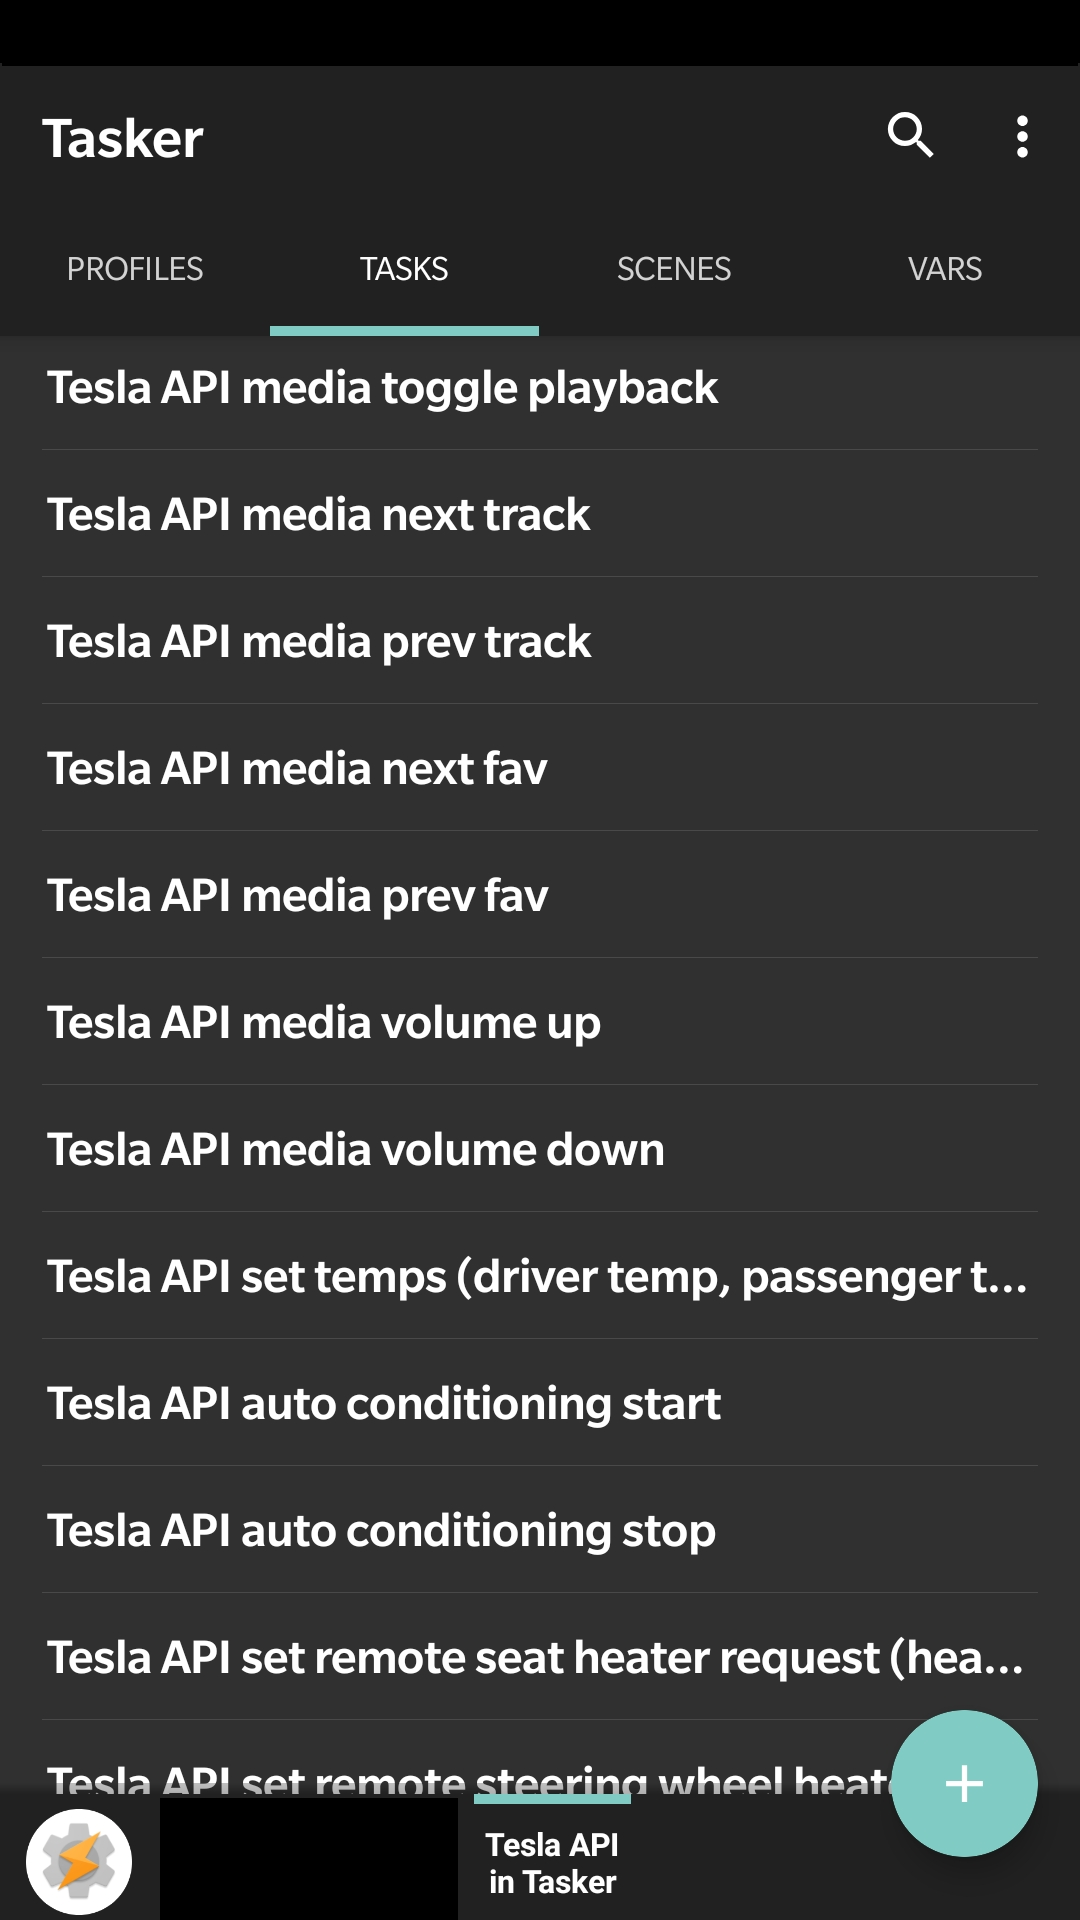 Tasker
PROFILES
TASKS
SCENES
VARS
Tesla API media toggle playback
Tesla API media next track
Tesla API media prev track
Tesla API media next fav
Tesla API media prev fav
Tesla API media volume up
Tesla API media volume down
Tesla API set temps (driver temp, passenger t...
Tesla API auto conditioning start
Tesla API auto conditioning stop
Tesla API set remote seat heater request (hea...
Tesla API set remote steering wheel heat
Tesla API
in Tasker